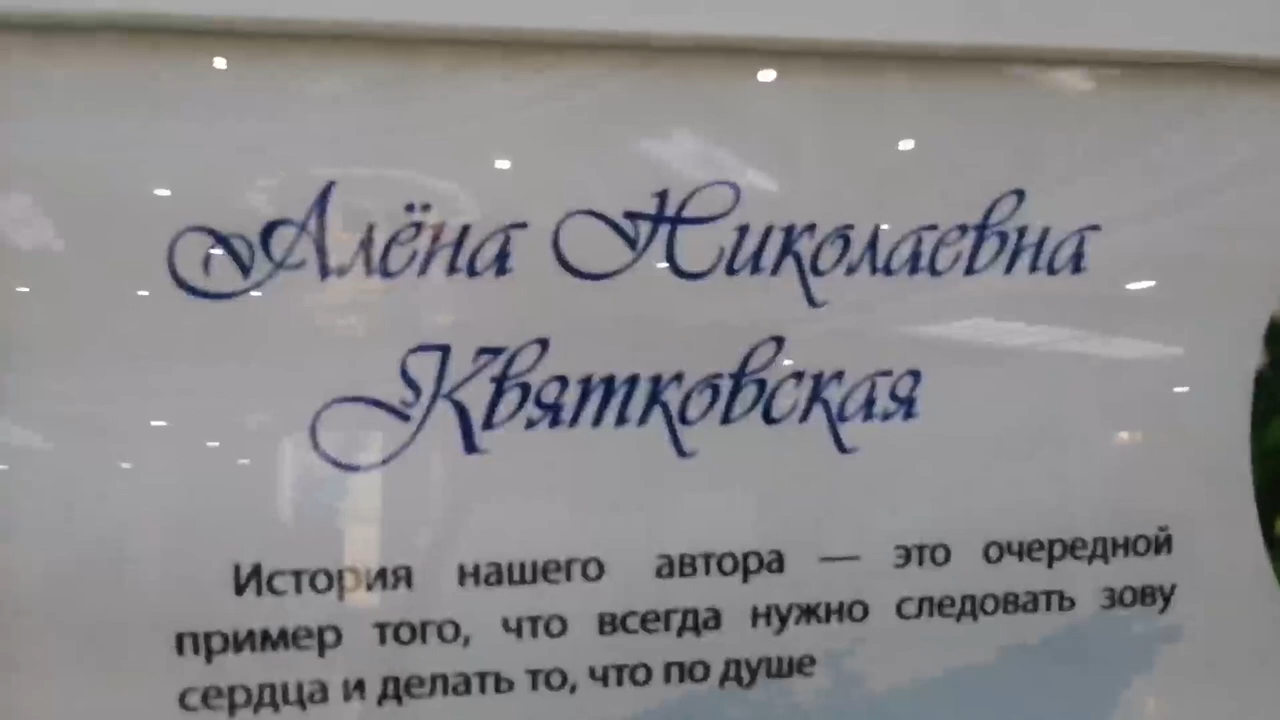 Алёна Николаевна
Квятковская
История нашего автора — это очередной
пример того, что всегда нужно следовать зову
сердца и делать то, что по душе